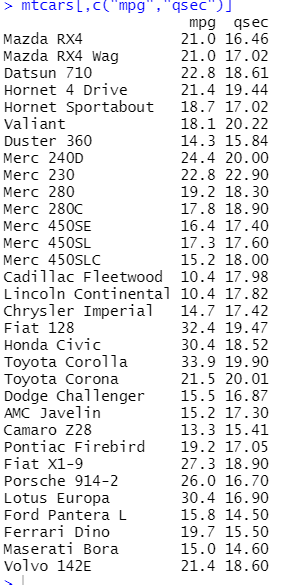 > mtcars[,c("mpg","qsec")]
mpg qsec
Mazda RX4 21.0 16.46
Mazda RX4 Wag 21.0 17.02
Datsun 710 22.8 18.61
Hornet 4 Drive 21.4 19.44
Hornet Sportabout 18.7 17.02
Valiant 18.1 20.22
Duster 360 14.3 15.84
Merc 240D 24.4 20.00
Merc 230 22.8 22.90
Merc 280 19.2 18.30
Merc 280C 17.8 18.90
Merc 450SE 16.4 17.40
Merc 450SL 17.3 17.60
Merc 450SLC 15.2 18.00
Cadillac Fleetwood 10.4 17.98
Lincoln Continental 10.4 17.82
Chrysler Imperial 14.7 17.42
Fiat 128 32.4 19.47
Honda Civic 30.4 18.52
Toyota Corolla 33.9 19.90
Toyota Corona 21.5 20.01
Dodge Challenger 15.5 16.87
AMC Javelin 15.2 17.30
Camaro Z28 13.3 15.41
Pontiac Firebird 19.2 17.05
Fiat X1-9 27.3 18.90
Porsche 914-2 26.0 16.70
Lotus Europa 30.4 16.90
Ford Pantera L 15.8 14.50
Ferrari Dino 19.7 15.50
Maserati Bora 15.0 14.60
Volvo 142E 21.4 18.60
>